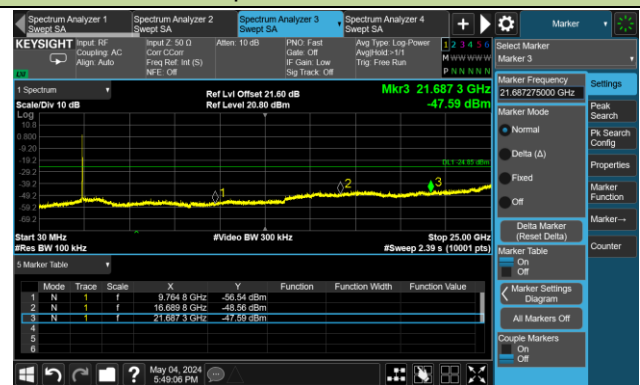 Spectrum Analyzer 1
Swept SA
Spectrum Analyzer 2
Swept SA
Spectrum Analyzer 3
Swept SA
Spectrum Analyzer 4
Swept SA
Marker
KEYSIGHT
Input: RF
Coupling: AC
Align: Auto
Input Z: 50 Ω
Corr CCorr
Freq Ref: Int (S)
NFE: Off
Atten: 10 dB
PNO: Fast
Gate: Off
IF Gain: Low
Sig Track: Off
Avg Type: Log-Power
Avg|Hold:>1/1
Trig: Free Run
1 2 3 4 5 6
M W W W W W
P N N N N N
LXI
Select Marker
Marker 3
1 Spectrum
Scale/Div 10 dB
Log
Ref Lvl Offset 21.60 dB
Ref Level 20.80 dBm
Mkr3 21.687 3 GHz
-47.59 dBm
10.8
0.800
-9.20
-19.2
-29.2
-39.2
-49.2
-59.2
-69.2
DL1 -24.85 dBm
1
2
3
Start 30 MHz
#Res BW 100 kHz
#Video BW 300 kHz
Stop 25.00 GHz
#Sweep 2.39 s (10001 pts)
5 Marker Table
Mode Trace Scale X Y Function Function Width Function Value
1 N 1 f 9.764 8 GHz -56.54 dBm
2 N 1 f 16.689 8 GHz -48.56 dBm
3 N 1 f 21.687 3 GHz -47.59 dBm
4
5
6
Marker Frequency
21.687275000 GHz
Marker Mode
Normal
Delta (Δ)
Fixed
Off
Delta Marker
(Reset Delta)
Marker Table
On
Off
Marker Settings
Diagram
All Markers Off
Couple Markers
On
Off
Settings
Peak
Search
Pk Search
Config
Properties
Marker
Function
Marker→
Counter
May 04, 2024
5:49:06 PM